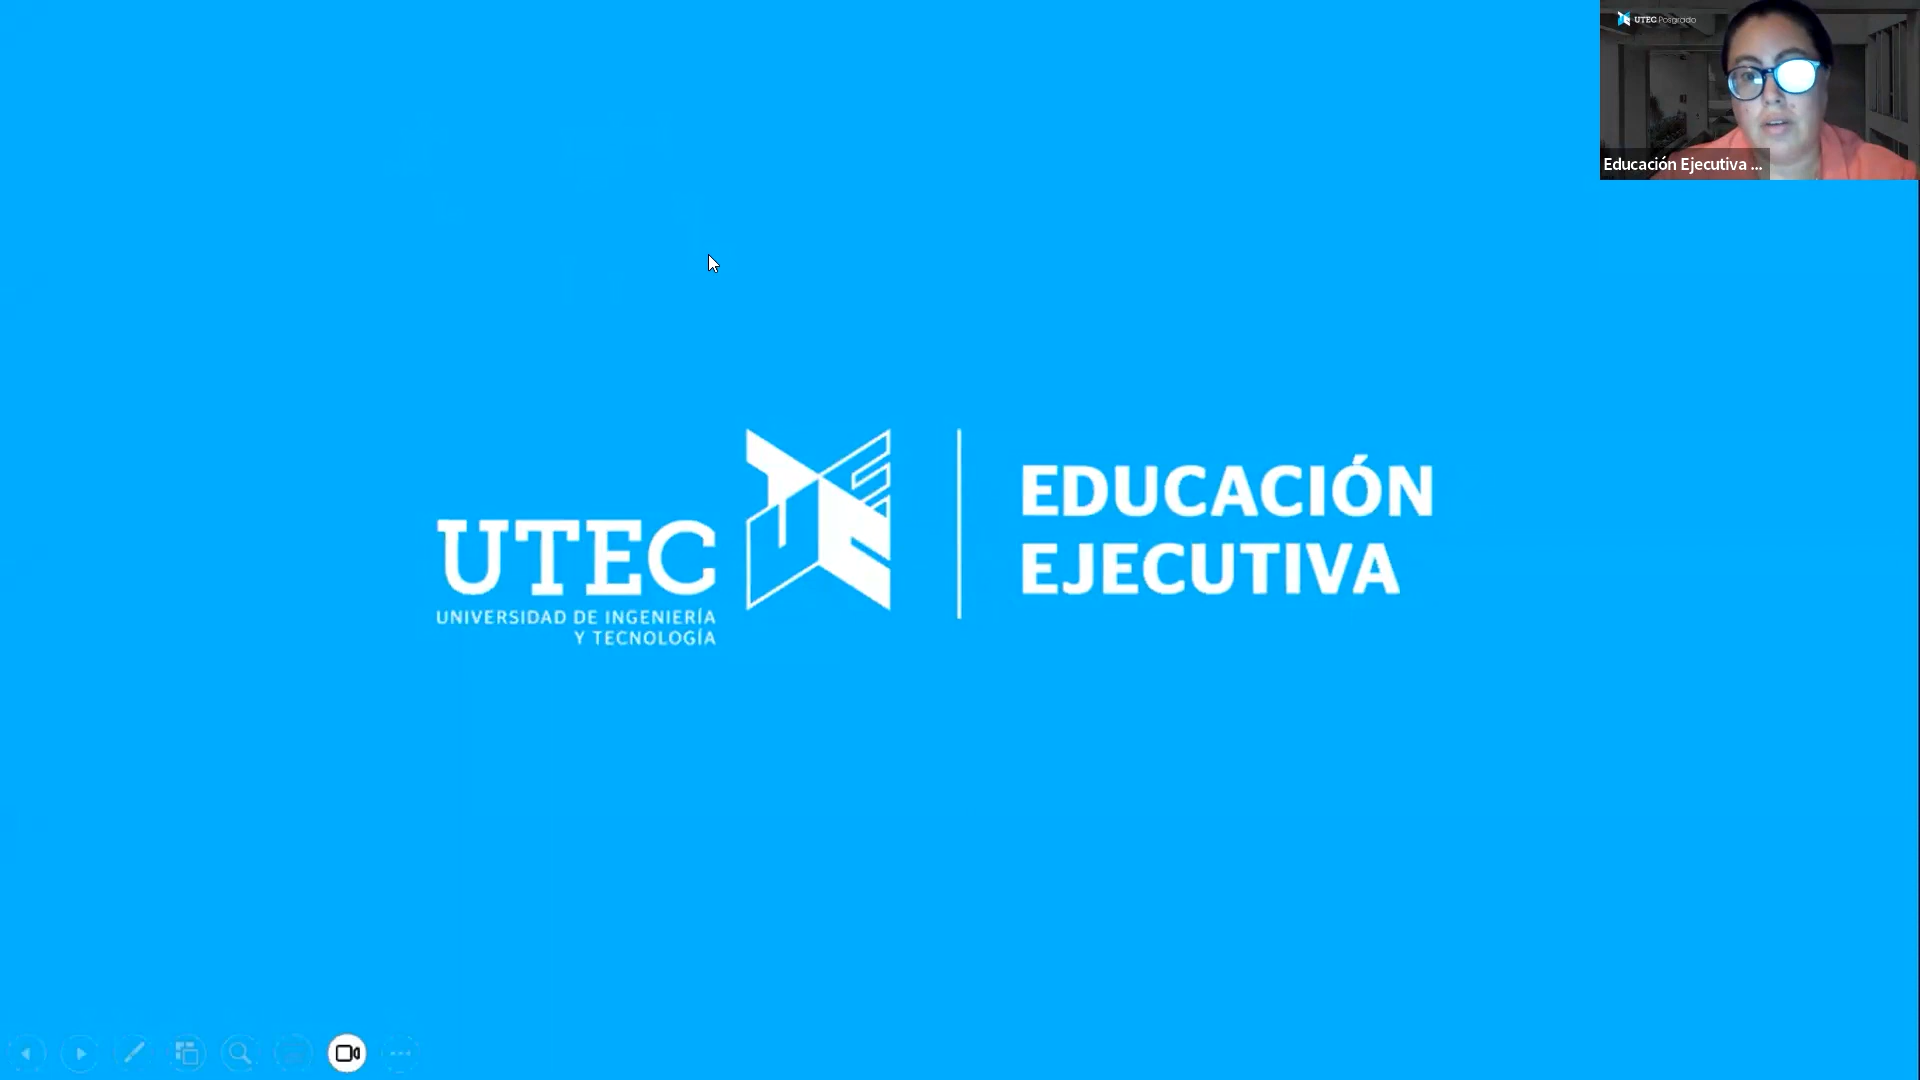 UTEC Posgrado
Educación Ejecutiva ...
UTEC
UNIVERSIDAD DE INGENIERÍA
Y TECNOLOGÍA
EDUCACIÓN
EJECUTIVA